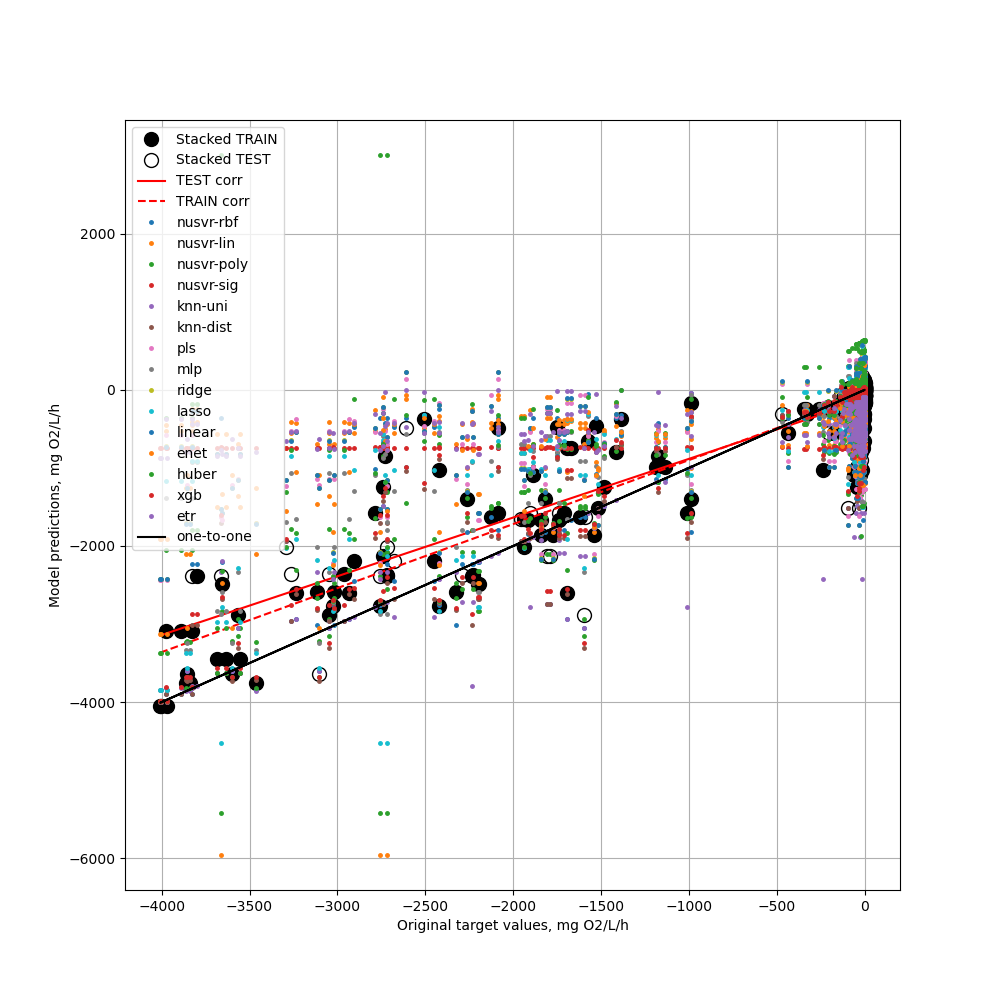 Stacked TRAIN
Stacked TEST
TEST corr
TRAIN corr
nusvr-rbf
nusvr-lin
nusvr-poly
nusvr-sig
knn-uni
knn-dist
pls
mlp
ridge
lasso
linear
enet
huber
xgb
etr
one-to-one
2000
0
−2000
−4000
−6000
Model predictions, mg O2/L/h
−4000 −3500 −3000 −2500 −2000 −1500 −1000 −500 0
Original target values, mg O2/L/h